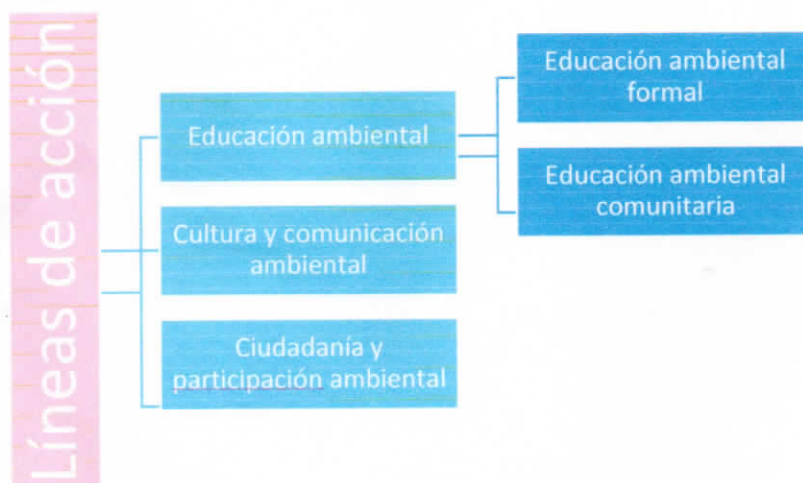 Líneas de acción
Educación ambiental
Cultura y comunicación
ambiental
Ciudadanía y
participación ambiental
Educación ambiental
formal
Educación ambiental
comunitaria